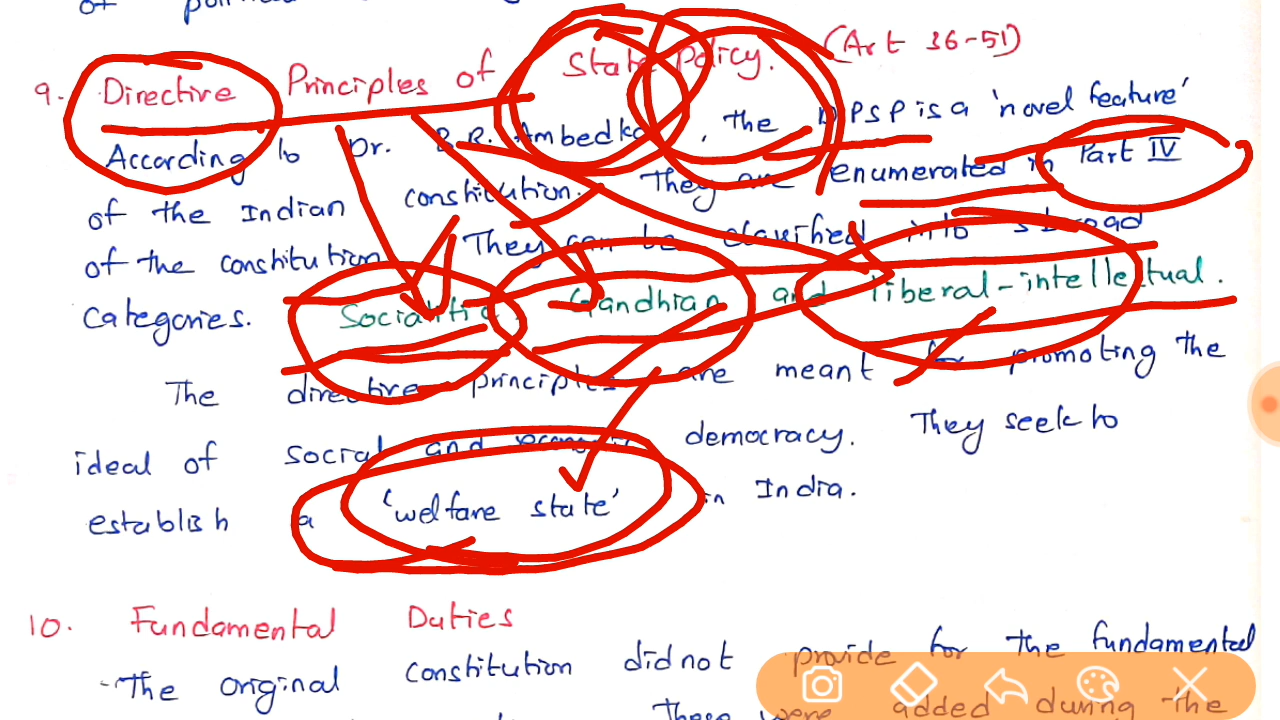 of
9. Directive Principles of State Policy. (Art 36-51)
According to Dr. B.R. Ambedkar, the DPSP is a 'novel feature'
of the Indian constitution. They are enumerated in Part IV
of the constitution. They can be classified into 3 broad
categories. Socialistic, Gandhian and liberal-intellectual.
The directive principles are meant for promoting the
ideal of social and economic democracy. They seek to
establish a 'welfare state' in India.
10. Fundamental Duties
The original constitution did not provide for the fundamental
These were added during the